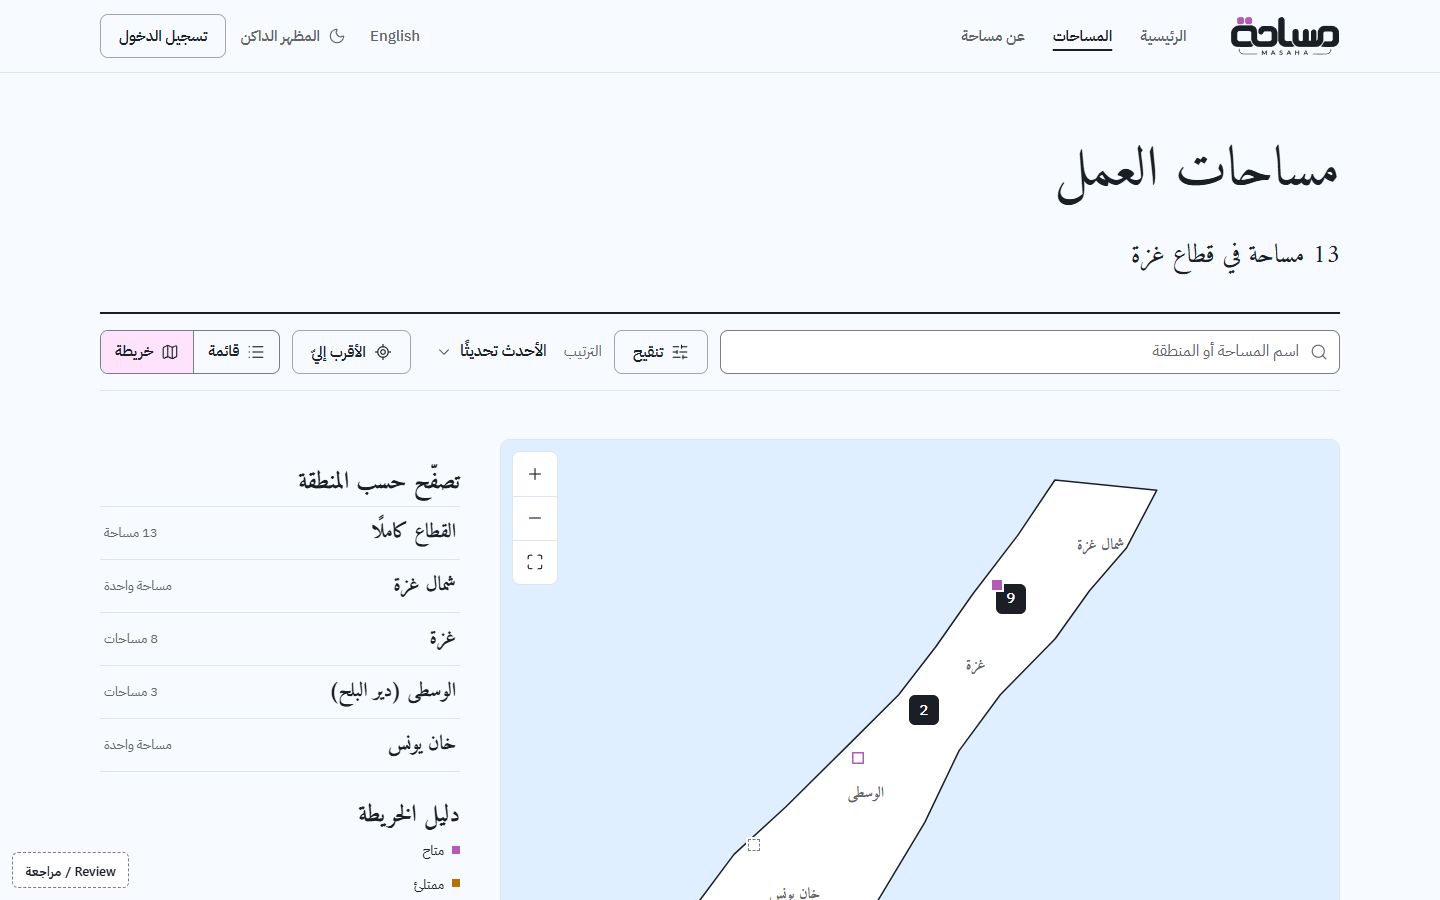 مساحة
MASAHA
الرئيسية
المساحات
عن مساحة
English
المظهر الداكن
تسجيل الدخول
مساحات العمل
13 مساحة في قطاع غزة
اسم المساحة أو المنطقة
تنقيح
الترتيب
الأحدث تحديثًا
الأقرب إليّ
قائمة
خريطة
شمال غزة
9
غزة
2
الوسطى
خان يونس
تصفّح حسب المنطقة
القطاع كاملًا 13 مساحة
شمال غزة مساحة واحدة
غزة 8 مساحات
الوسطى (دير البلح) 3 مساحات
خان يونس مساحة واحدة
دليل الخريطة
متاح
ممتلئ
مراجعة / Review